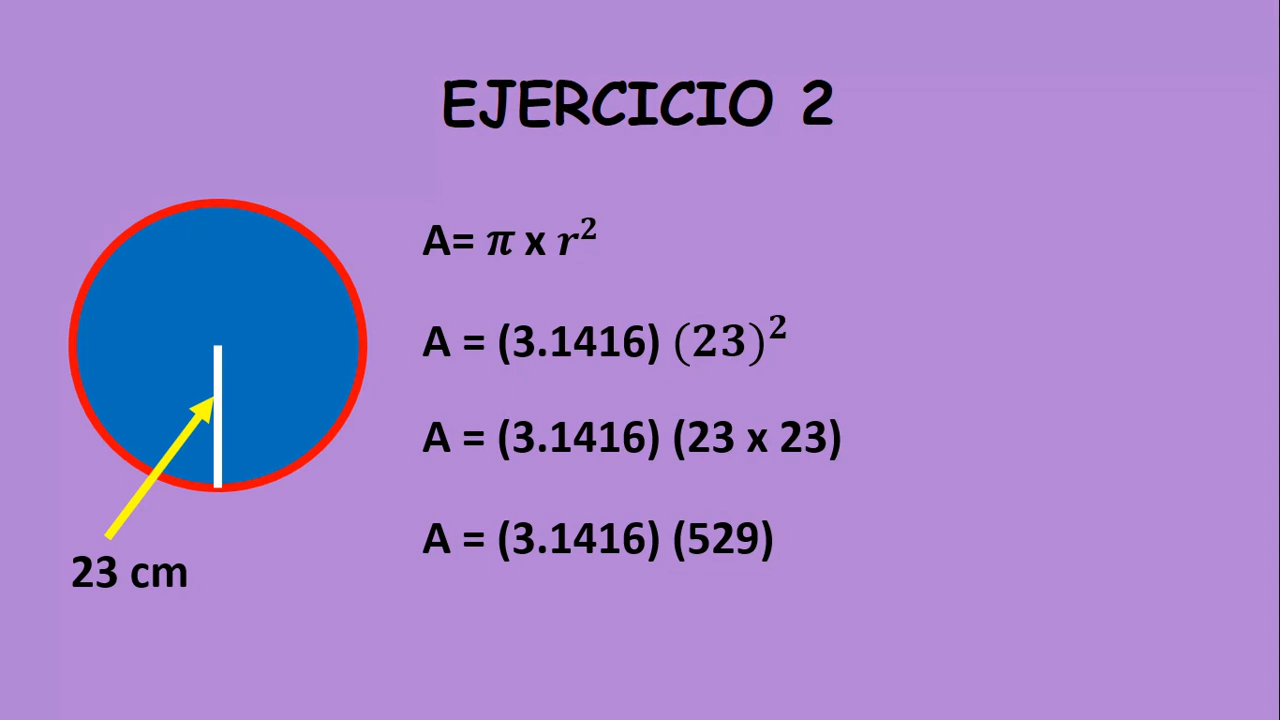 EJERCICIO 2
A= π x r²
A = (3.1416) (23)²
A = (3.1416) (23 x 23)
A = (3.1416) (529)
23 cm